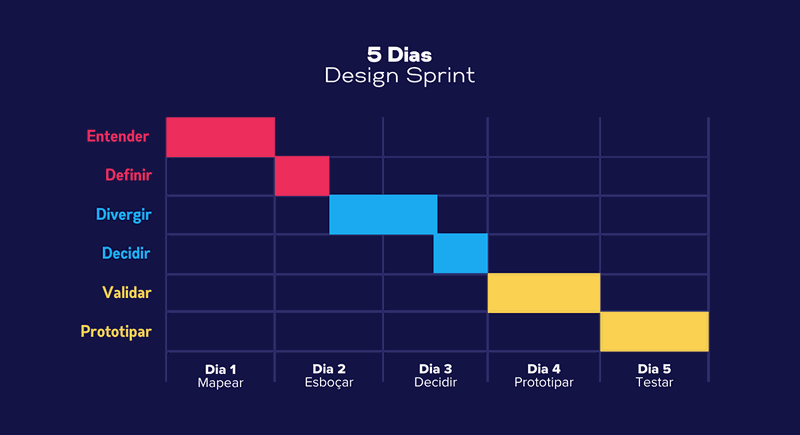 5 Dias
Design Sprint
Entender
Definir
Divergir
Decidir
Validar
Prototipar
Dia 1
Mapear
Dia 2
Esboçar
Dia 3
Decidir
Dia 4
Prototipar
Dia 5
Testar